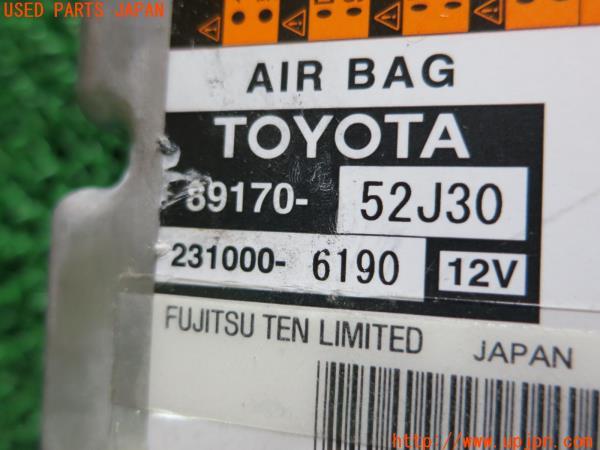 USED PARTS JAPAN
AIR BAG
TOYOTA
89170- 52J30
231000- 6190 12V
FUJITSU TEN LIMITED JAPAN
http://www.upjpn.com